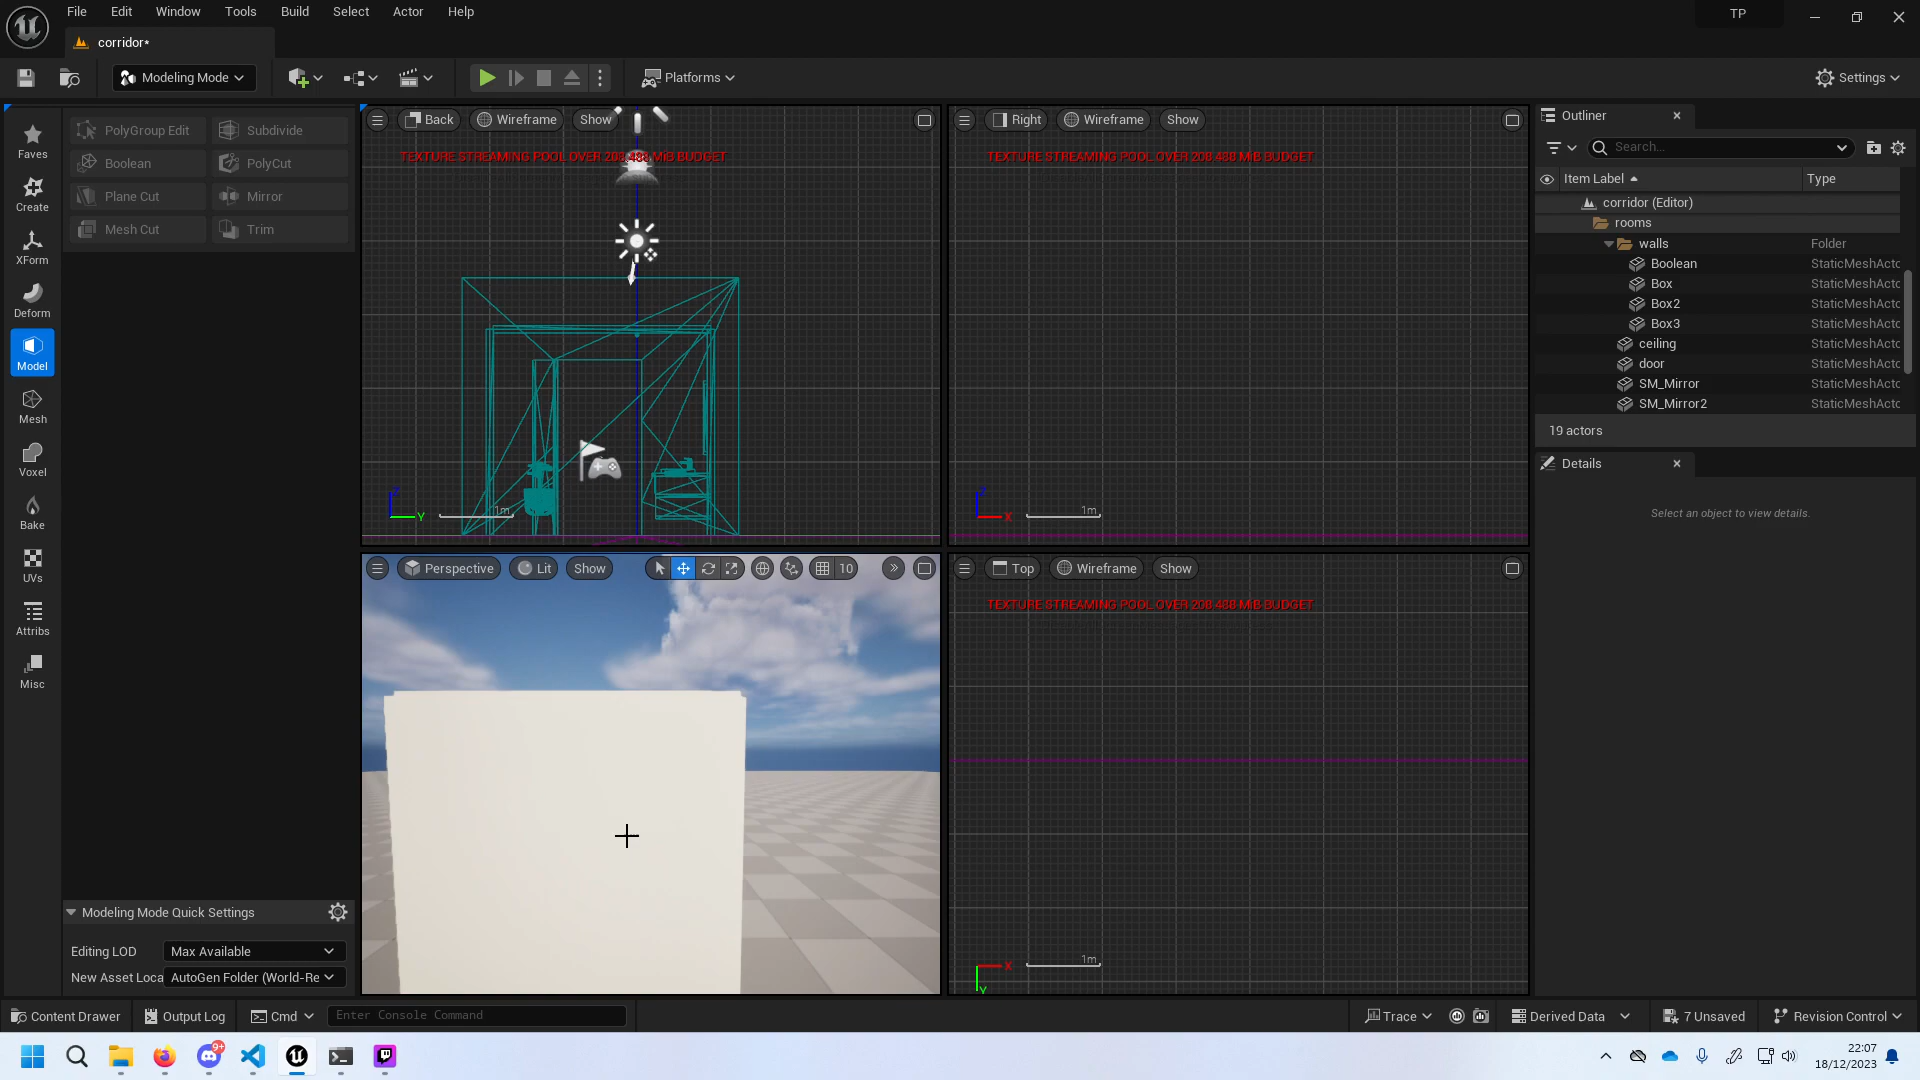 File Edit Window Tools Build Select Actor Help
TP
corridor*
Modeling Mode
Platforms
Settings
Faves
Create
XForm
Deform
Model
Mesh
Voxel
Bake
UVs
Attribs
Misc
PolyGroup Edit Subdivide
Boolean PolyCut
Plane Cut Mirror
Mesh Cut Trim
Modeling Mode Quick Settings
Editing LOD Max Available
New Asset Loca AutoGen Folder (World-Re
Back Wireframe Show
TEXTURE STREAMING POOL OVER 208.488 MiB BUDGET
Z
Y
1m
Right Wireframe Show
TEXTURE STREAMING POOL OVER 208.488 MiB BUDGET
Z
X
1m
Perspective Lit Show 10
Top Wireframe Show
TEXTURE STREAMING POOL OVER 208.488 MiB BUDGET
X
Y
1m
Outliner
Search...
Item Label Type
corridor (Editor)
rooms
walls Folder
Boolean StaticMeshActo
Box StaticMeshActo
Box2 StaticMeshActo
Box3 StaticMeshActo
ceiling StaticMeshActo
door StaticMeshActo
SM_Mirror StaticMeshActo
SM_Mirror2 StaticMeshActo
19 actors
Details
Select an object to view details.
Content Drawer Output Log Cmd Enter Console Command
Trace Derived Data 7 Unsaved Revision Control
9+
22:07
18/12/2023